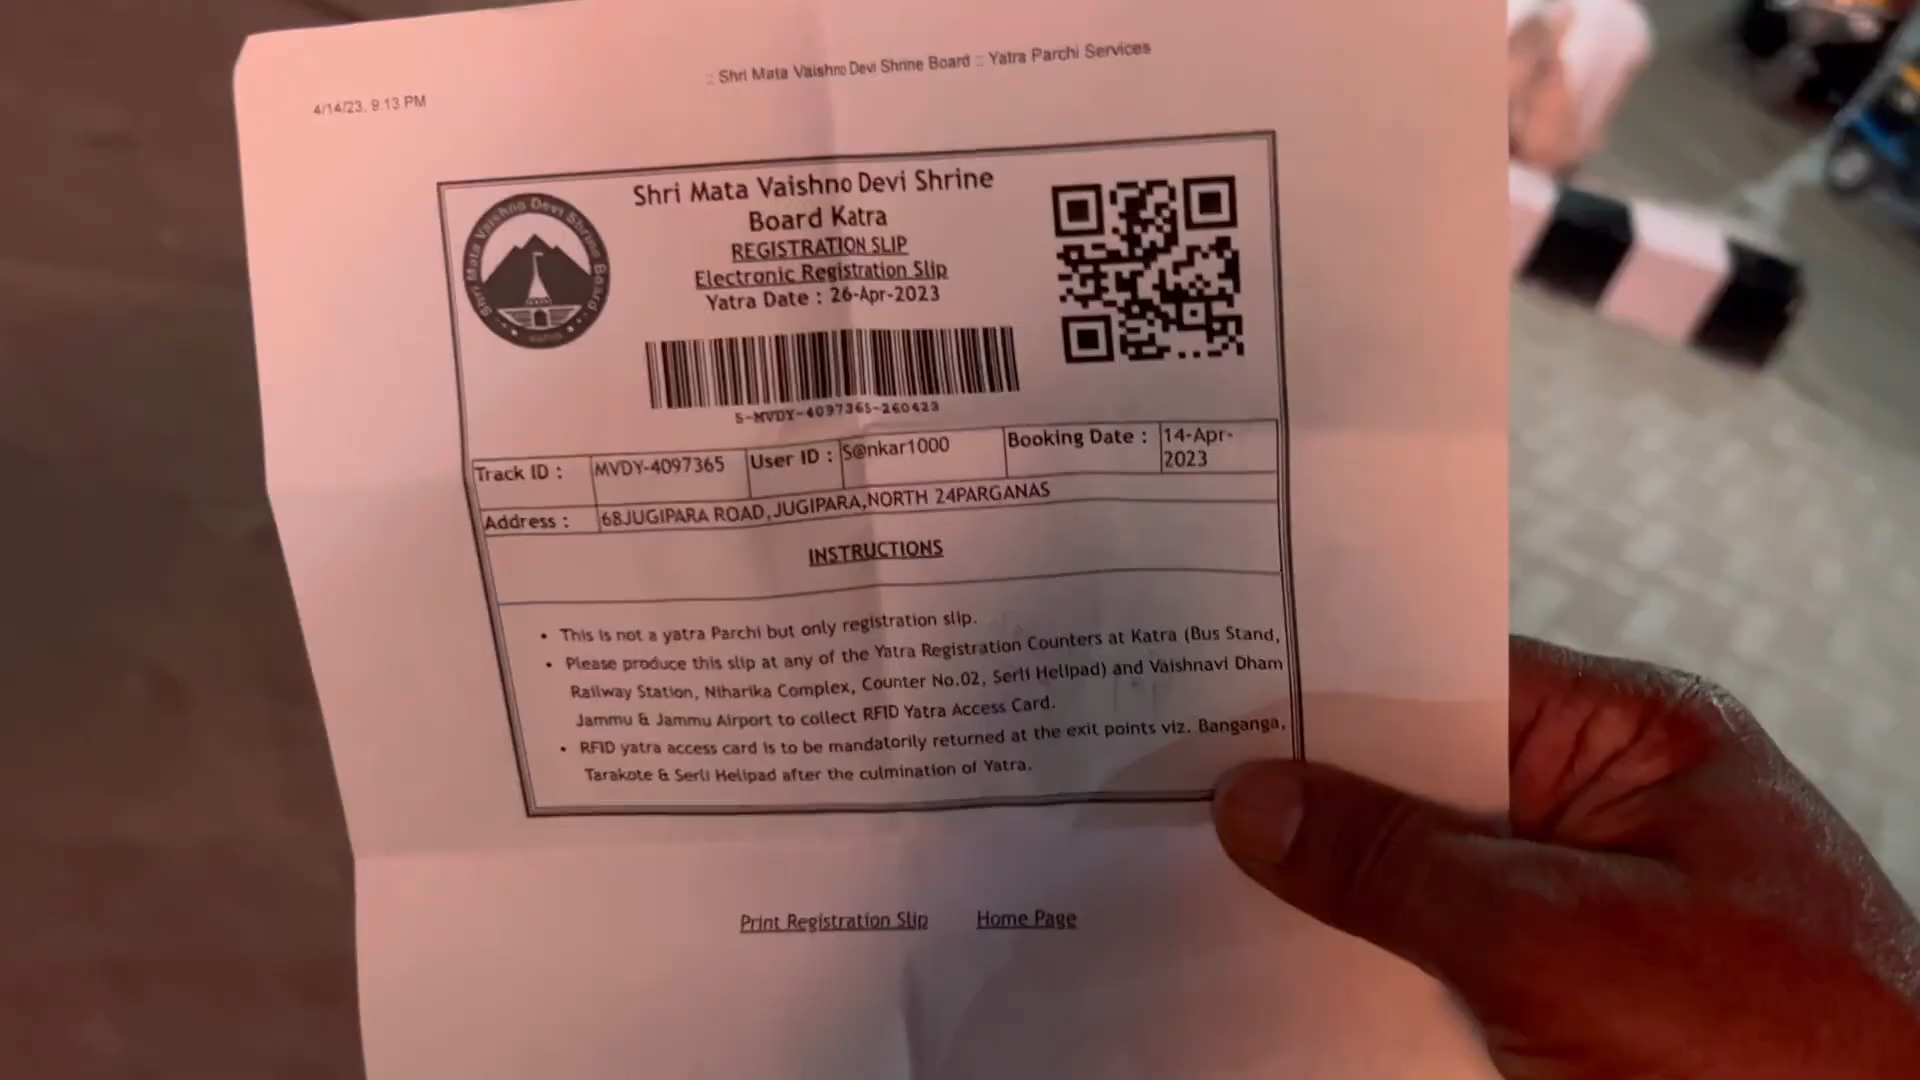 :: Shri Mata Vaishno Devi Shrine Board :: Yatra Parchi Services
4/14/23, 9:13 PM
Shri Mata Vaishno Devi Shrine Board
Shri Mata Vaishno Devi Shrine
Board Katra
REGISTRATION SLIP
Electronic Registration Slip
Yatra Date : 26-Apr-2023
S-MVDY-4097365-260423
Track ID : MVDY-4097365 User ID : S@nkar1000 Booking Date : 14-Apr-
2023
Address : 68JUGIPARA ROAD,JUGIPARA,NORTH 24PARGANAS
INSTRUCTIONS
• This is not a yatra Parchi but only registration slip.
• Please produce this slip at any of the Yatra Registration Counters at Katra (Bus Stand,
Railway Station, Niharika Complex, Counter No.02, Serli Helipad) and Vaishnavi Dham
Jammu & Jammu Airport to collect RFID Yatra Access Card.
• RFID yatra access card is to be mandatorily returned at the exit points viz. Banganga,
Tarakote & Serli Helipad after the culmination of Yatra.
Print Registration Slip Home Page